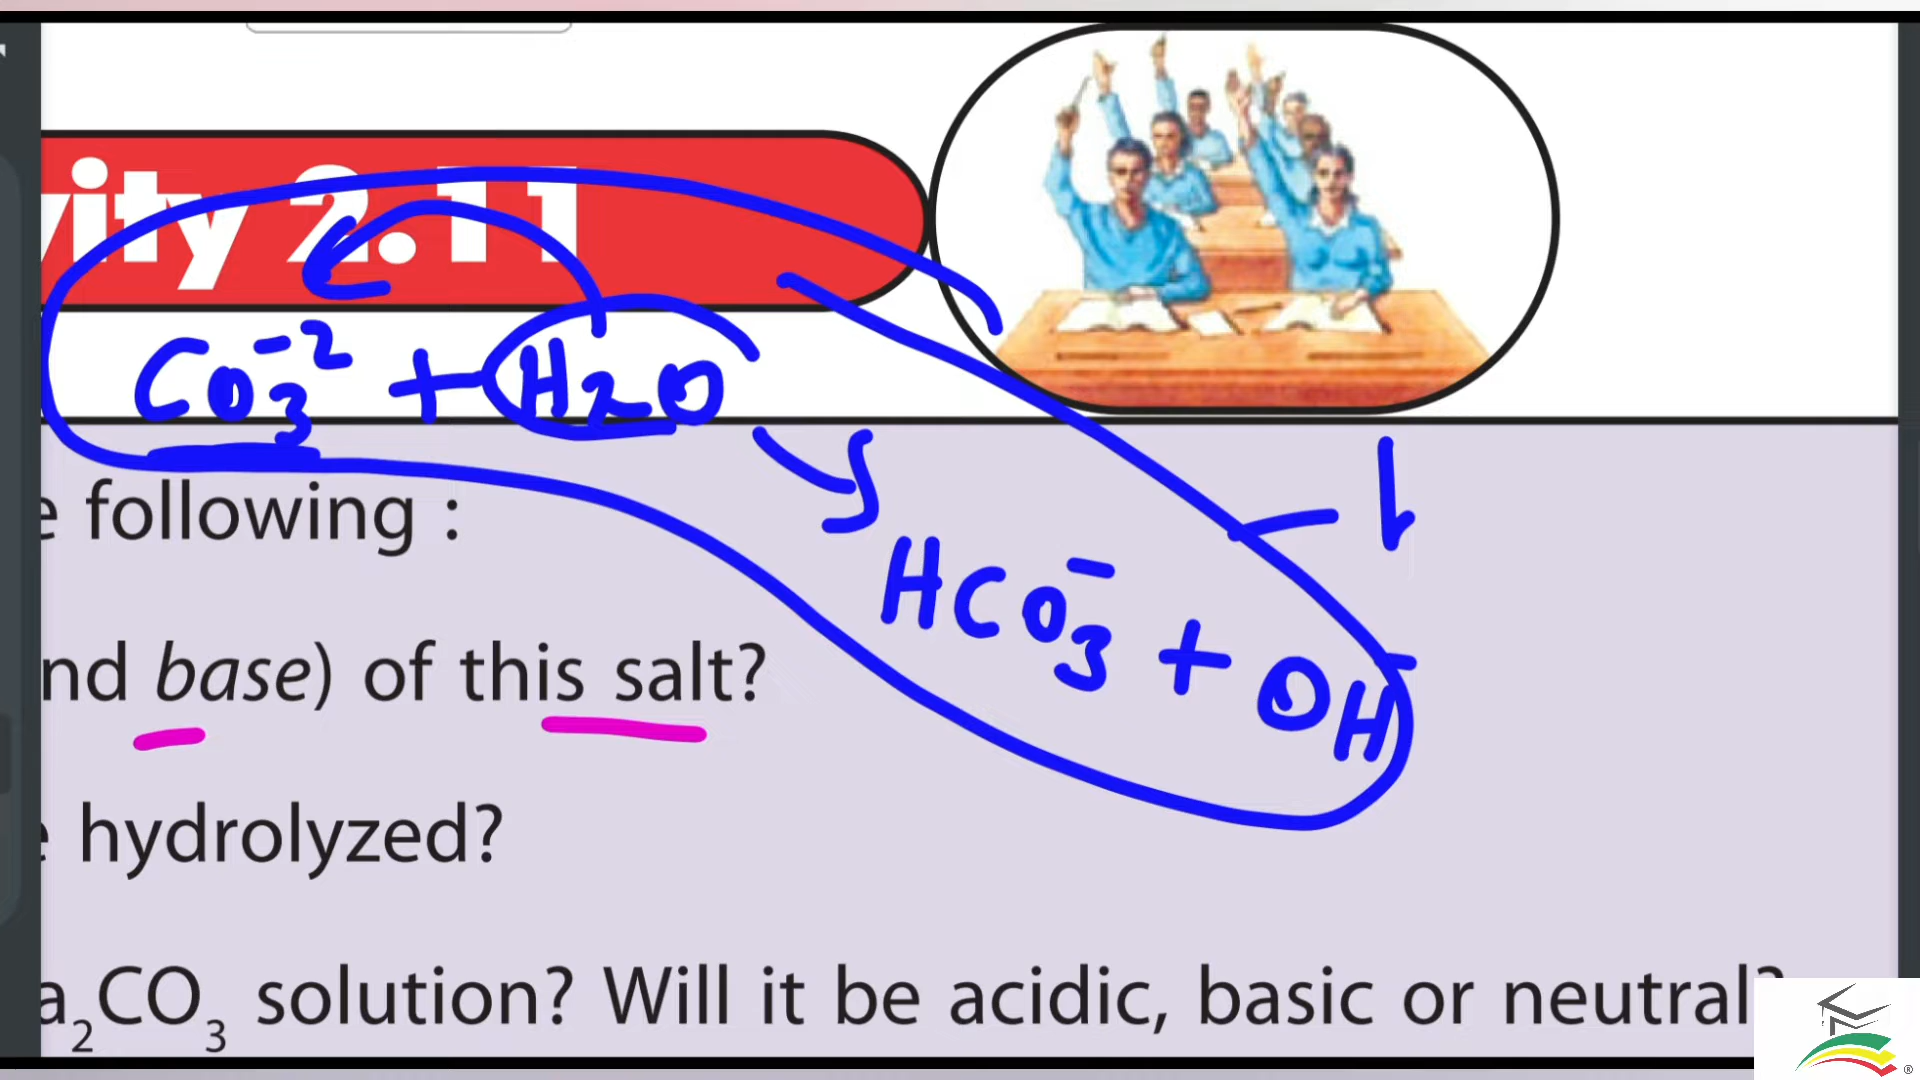 vity 2.11
CO₃⁻² + H2O
e following :
HCO₃⁻ + OH⁻
nd base) of this salt?
e hydrolyzed?
a₂CO₃ solution? Will it be acidic, basic or neutral?
®